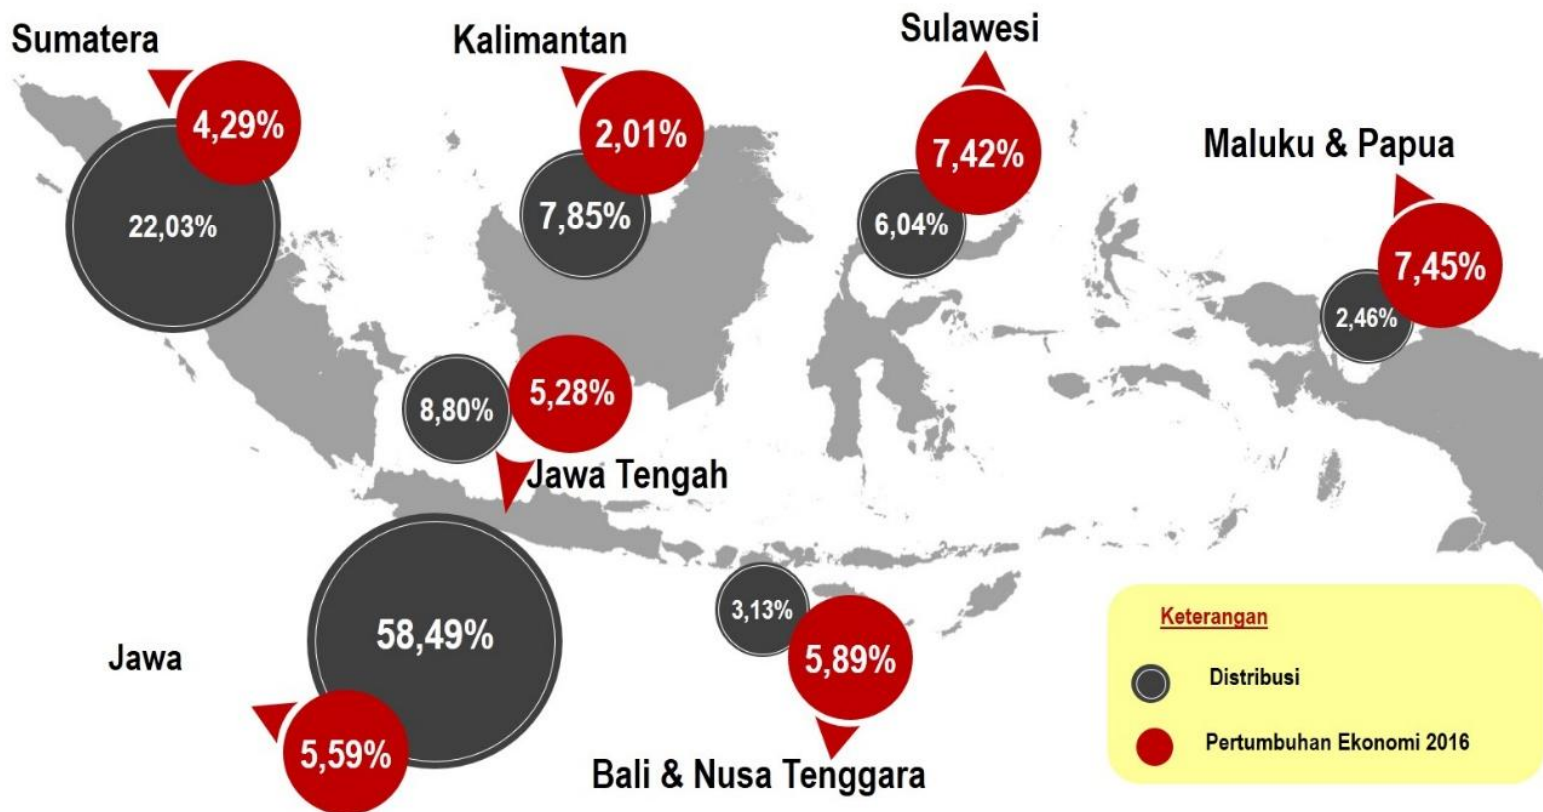 Sumatera
4,29%
22,03%
Kalimantan
2,01%
7,85%
Sulawesi
7,42%
6,04%
Maluku & Papua
7,45%
2,46%
8,80%
5,28%
Jawa Tengah
Jawa
58,49%
5,59%
3,13%
5,89%
Bali & Nusa Tenggara
Keterangan
Distribusi
Pertumbuhan Ekonomi 2016